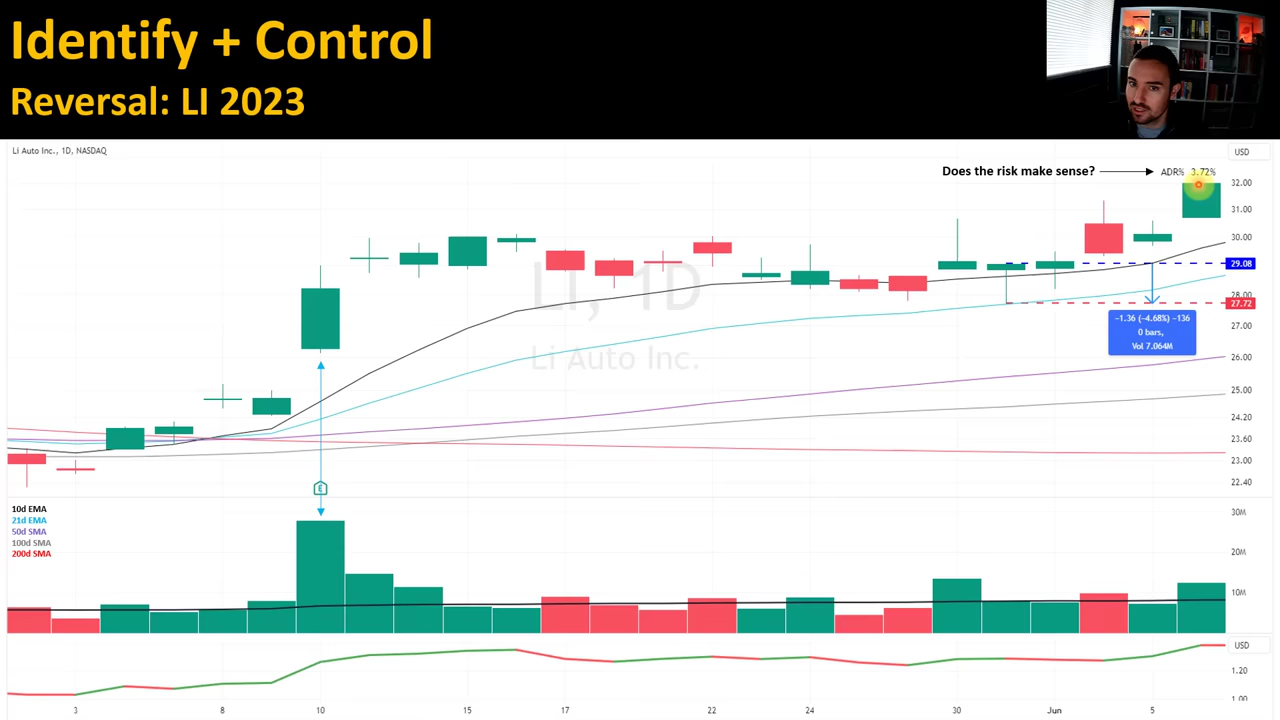 Identify + Control
Reversal: LI 2023
Li Auto Inc., 1D, NASDAQ
USD
Does the risk make sense?
ADR% 3.72%
32.00
31.00
30.00
29.08
28.00
27.72
27.00
26.00
25.00
24.20
23.60
23.00
22.40
LI, 1D
Li Auto Inc.
−1.36 (−4.68%) −136
0 bars,
Vol 7.064M
E
10d EMA
21d EMA
50d SMA
100d SMA
200d SMA
30M
20M
10M
USD
1.20
1.00
3
8
10
15
17
22
24
30
Jun
5